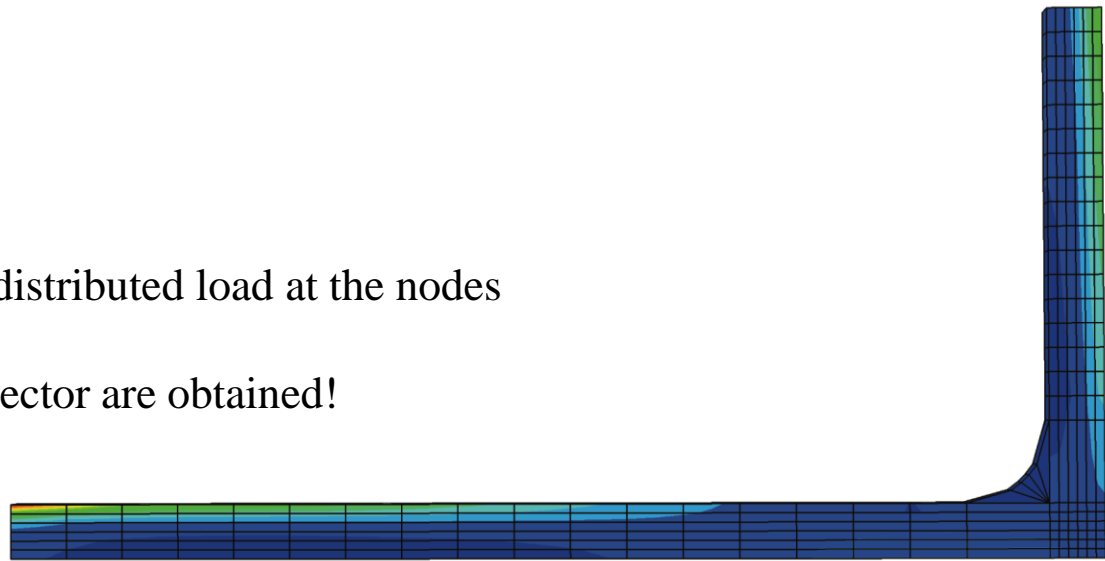 distributed load at the nodes
ector are obtained!